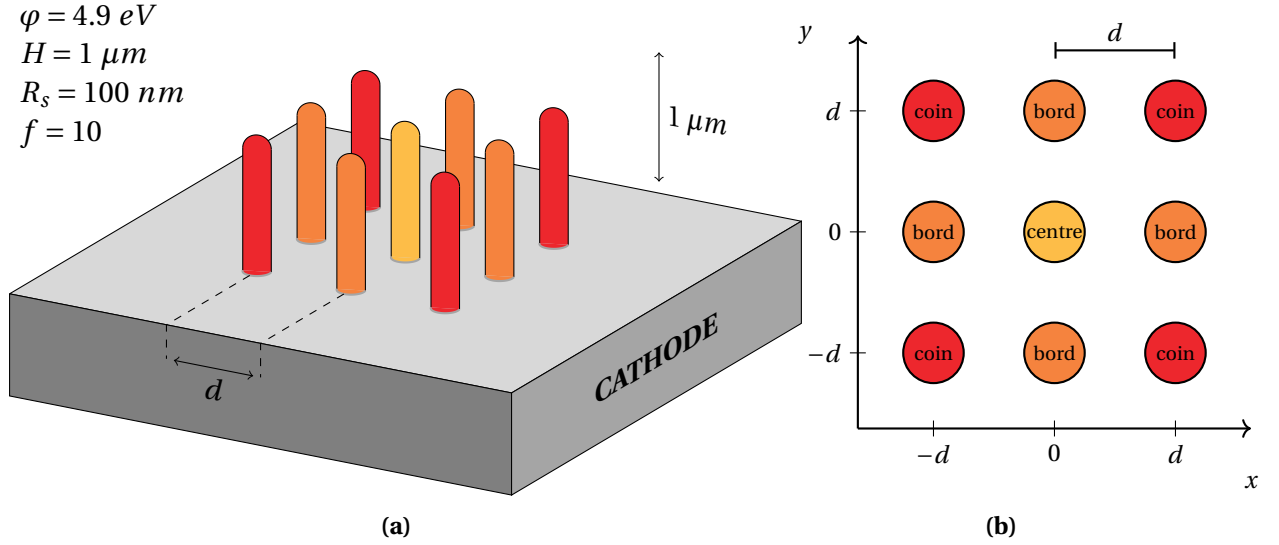 φ = 4.9 eV
H = 1 μm
R_s = 100 nm
f = 10
1 μm
CATHODE
d
(a)
y
d
d
coin
bord
coin
0
bord
centre
bord
−d
coin
bord
coin
−d
0
d
x
(b)